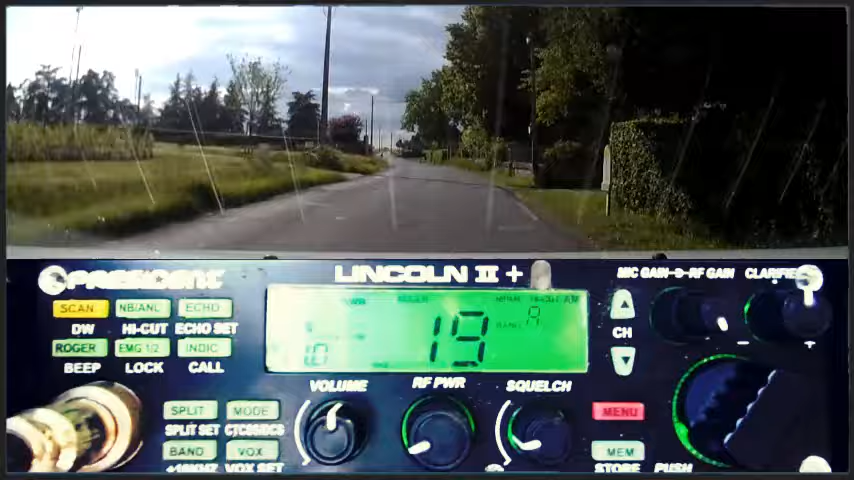 PRESIDENT LINCOLN II + MIC GAIN RF GAIN CLARIFIE
SCAN NB/ANL ECHO
DW HI-CUT ECHO SET
ROGER EMG 1/2 INDIC
BEEP LOCK CALL
19
CH
VOLUME RF PWR SQUELCH
SPLIT MODE MENU
SPLIT SET CTCSS/DCS
BAND VOX MEM
+10KHZ VOX SET STORE PUSH